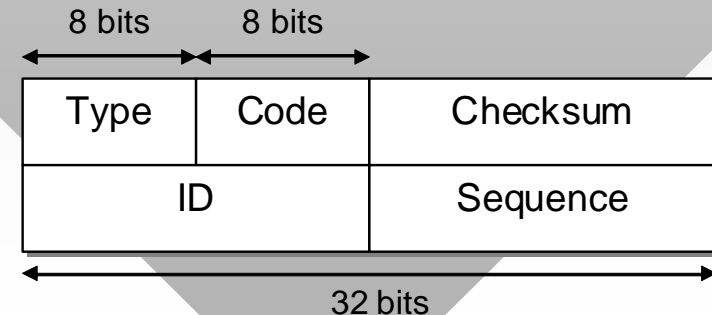 8 bits 8 bits
Type Code Checksum
ID Sequence
32 bits